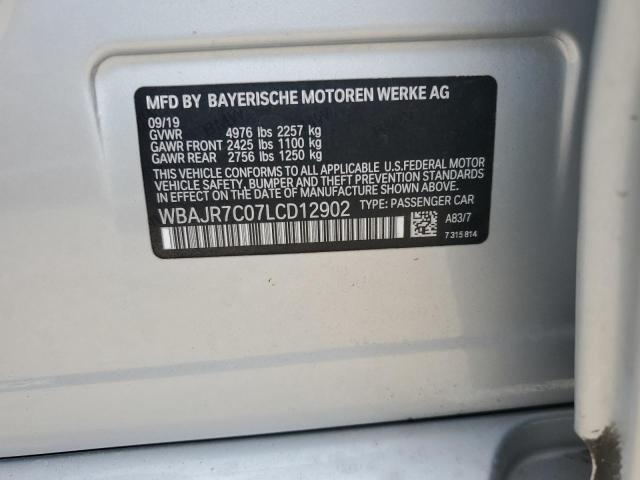 MFD BY BAYERISCHE MOTOREN WERKE AG
09/19
GVWR 4976 lbs 2257 kg
GAWR FRONT 2425 lbs 1100 kg
GAWR REAR 2756 lbs 1250 kg
THIS VEHICLE CONFORMS TO ALL APPLICABLE U.S.FEDERAL MOTOR
VEHICLE SAFETY, BUMPER AND THEFT PREVENTION STANDARDS
IN EFFECT ON THE DATE OF MANUFACTURE SHOWN ABOVE.
WBAJR7C07LCD12902 TYPE: PASSENGER CAR
A83/7
7 315 814